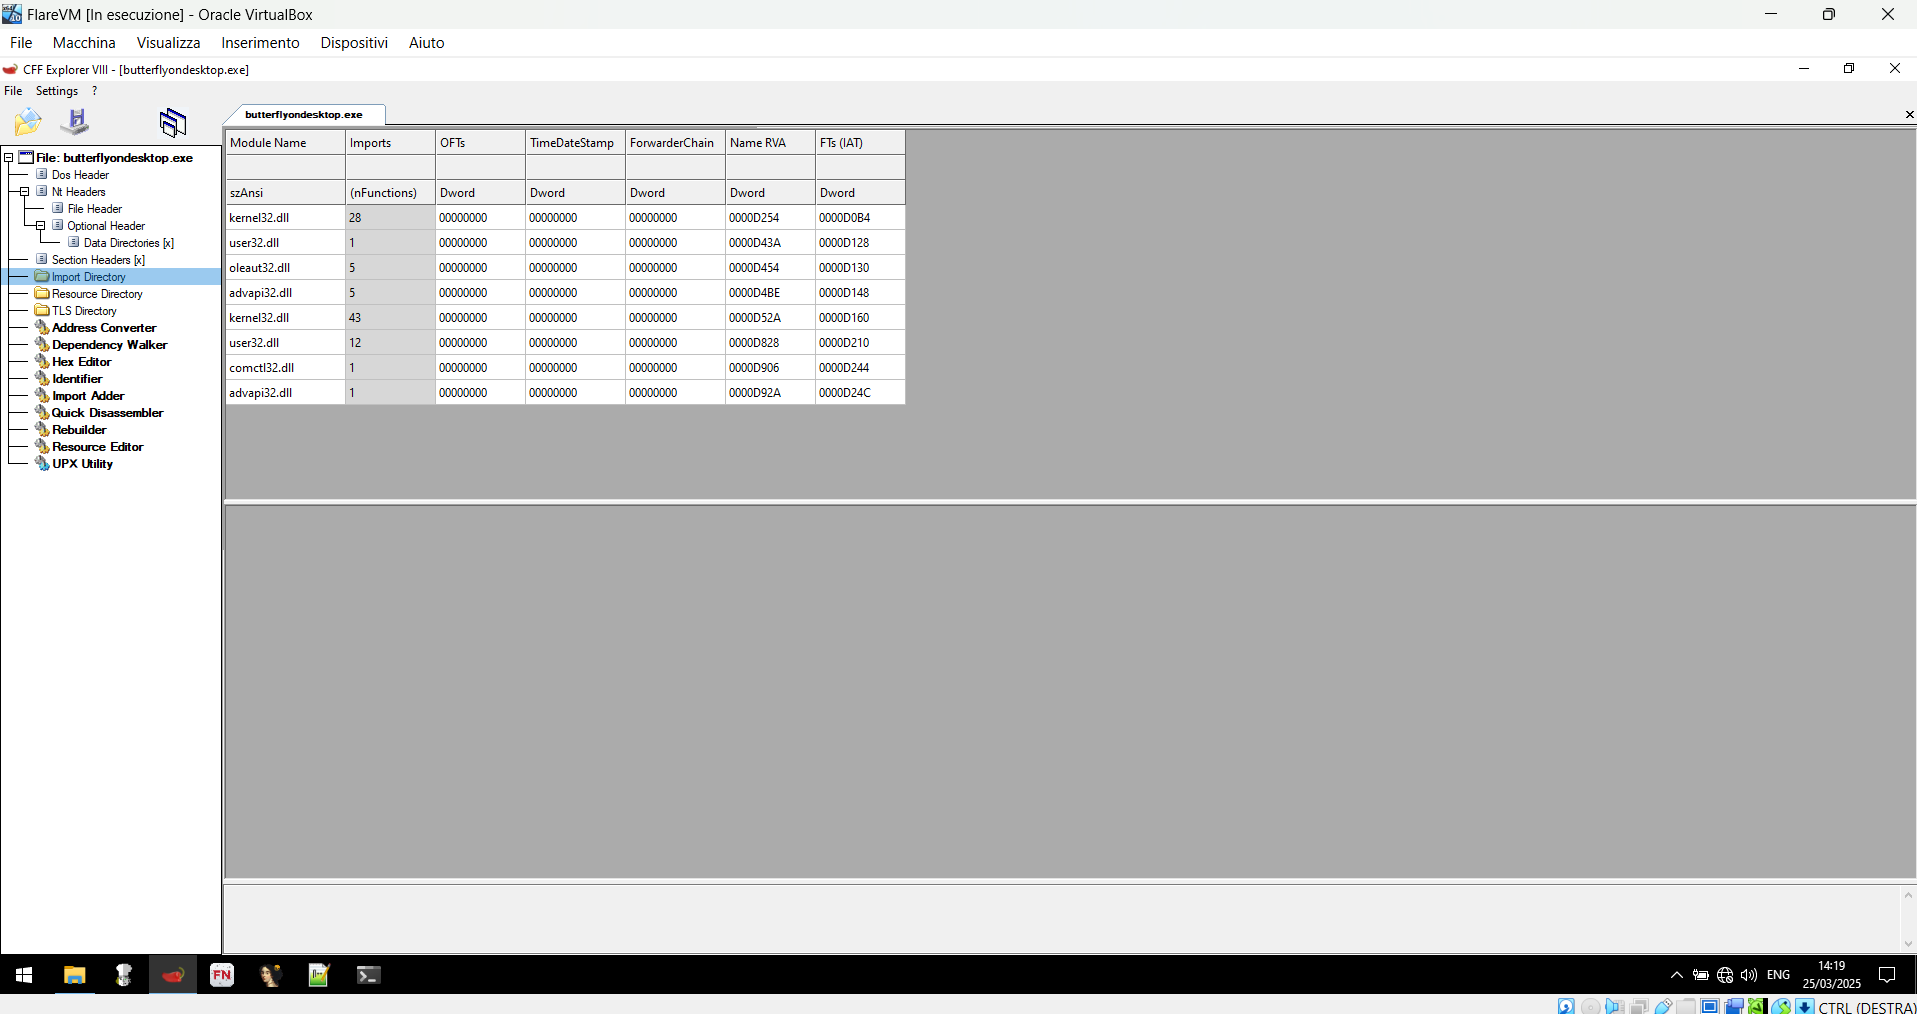 FlareVM [In esecuzione] - Oracle VirtualBox
File Macchina Visualizza Inserimento Dispositivi Aiuto
CFF Explorer VIII - [butterflyondesktop.exe]
File Settings ?
butterflyondesktop.exe
File: butterflyondesktop.exe
Dos Header
Nt Headers
File Header
Optional Header
Data Directories [x]
Section Headers [x]
Import Directory
Resource Directory
TLS Directory
Address Converter
Dependency Walker
Hex Editor
Identifier
Import Adder
Quick Disassembler
Rebuilder
Resource Editor
UPX Utility
Module Name Imports OFTs TimeDateStamp ForwarderChain Name RVA FTs (IAT)
szAnsi (nFunctions) Dword Dword Dword Dword Dword
kernel32.dll 28 00000000 00000000 00000000 0000D254 0000D0B4
user32.dll 1 00000000 00000000 00000000 0000D43A 0000D128
oleaut32.dll 5 00000000 00000000 00000000 0000D454 0000D130
advapi32.dll 5 00000000 00000000 00000000 0000D4BE 0000D148
kernel32.dll 43 00000000 00000000 00000000 0000D52A 0000D160
user32.dll 12 00000000 00000000 00000000 0000D828 0000D210
comctl32.dll 1 00000000 00000000 00000000 0000D906 0000D244
advapi32.dll 1 00000000 00000000 00000000 0000D92A 0000D24C
FN
ENG
14:19
25/03/2025
CTRL (DESTRA)